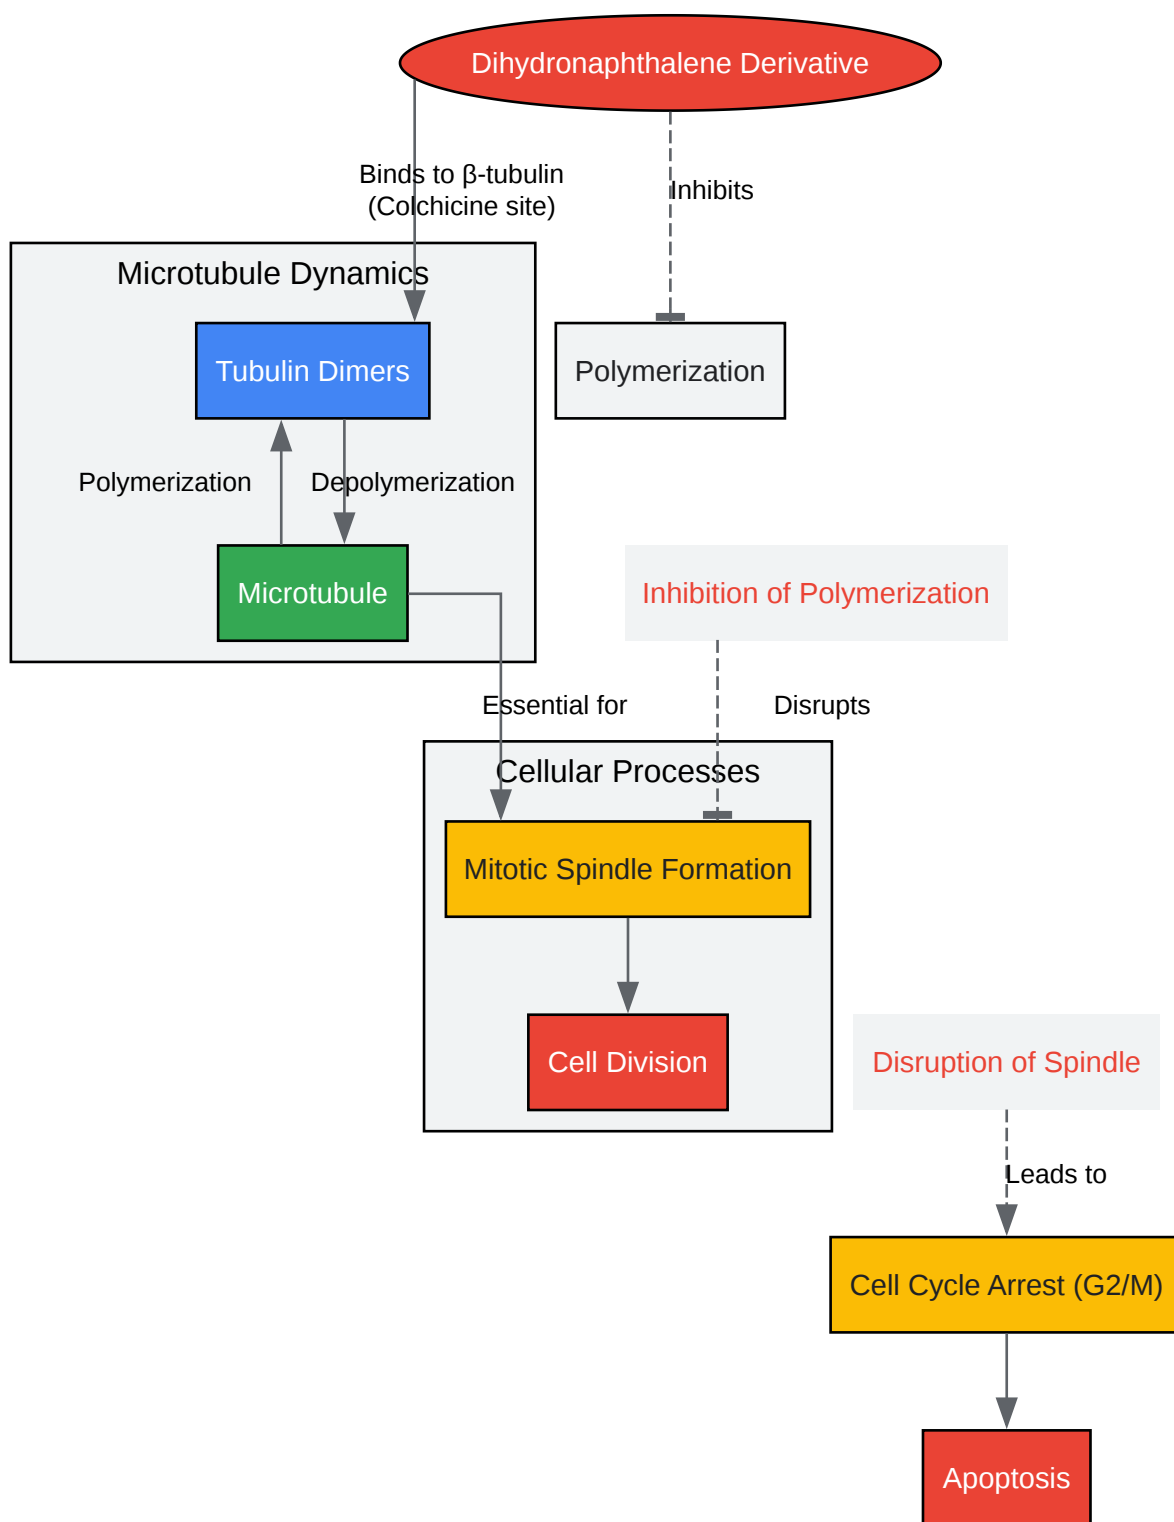 Dihydronaphthalene Derivative
Binds to β-tubulin
(Colchicine site)
Inhibits
Microtubule Dynamics
Tubulin Dimers
Polymerization
Polymerization
Depolymerization
Microtubule
Inhibition of Polymerization
Essential for
Disrupts
Cellular Processes
Mitotic Spindle Formation
Cell Division
Disruption of Spindle
Leads to
Cell Cycle Arrest (G2/M)
Apoptosis